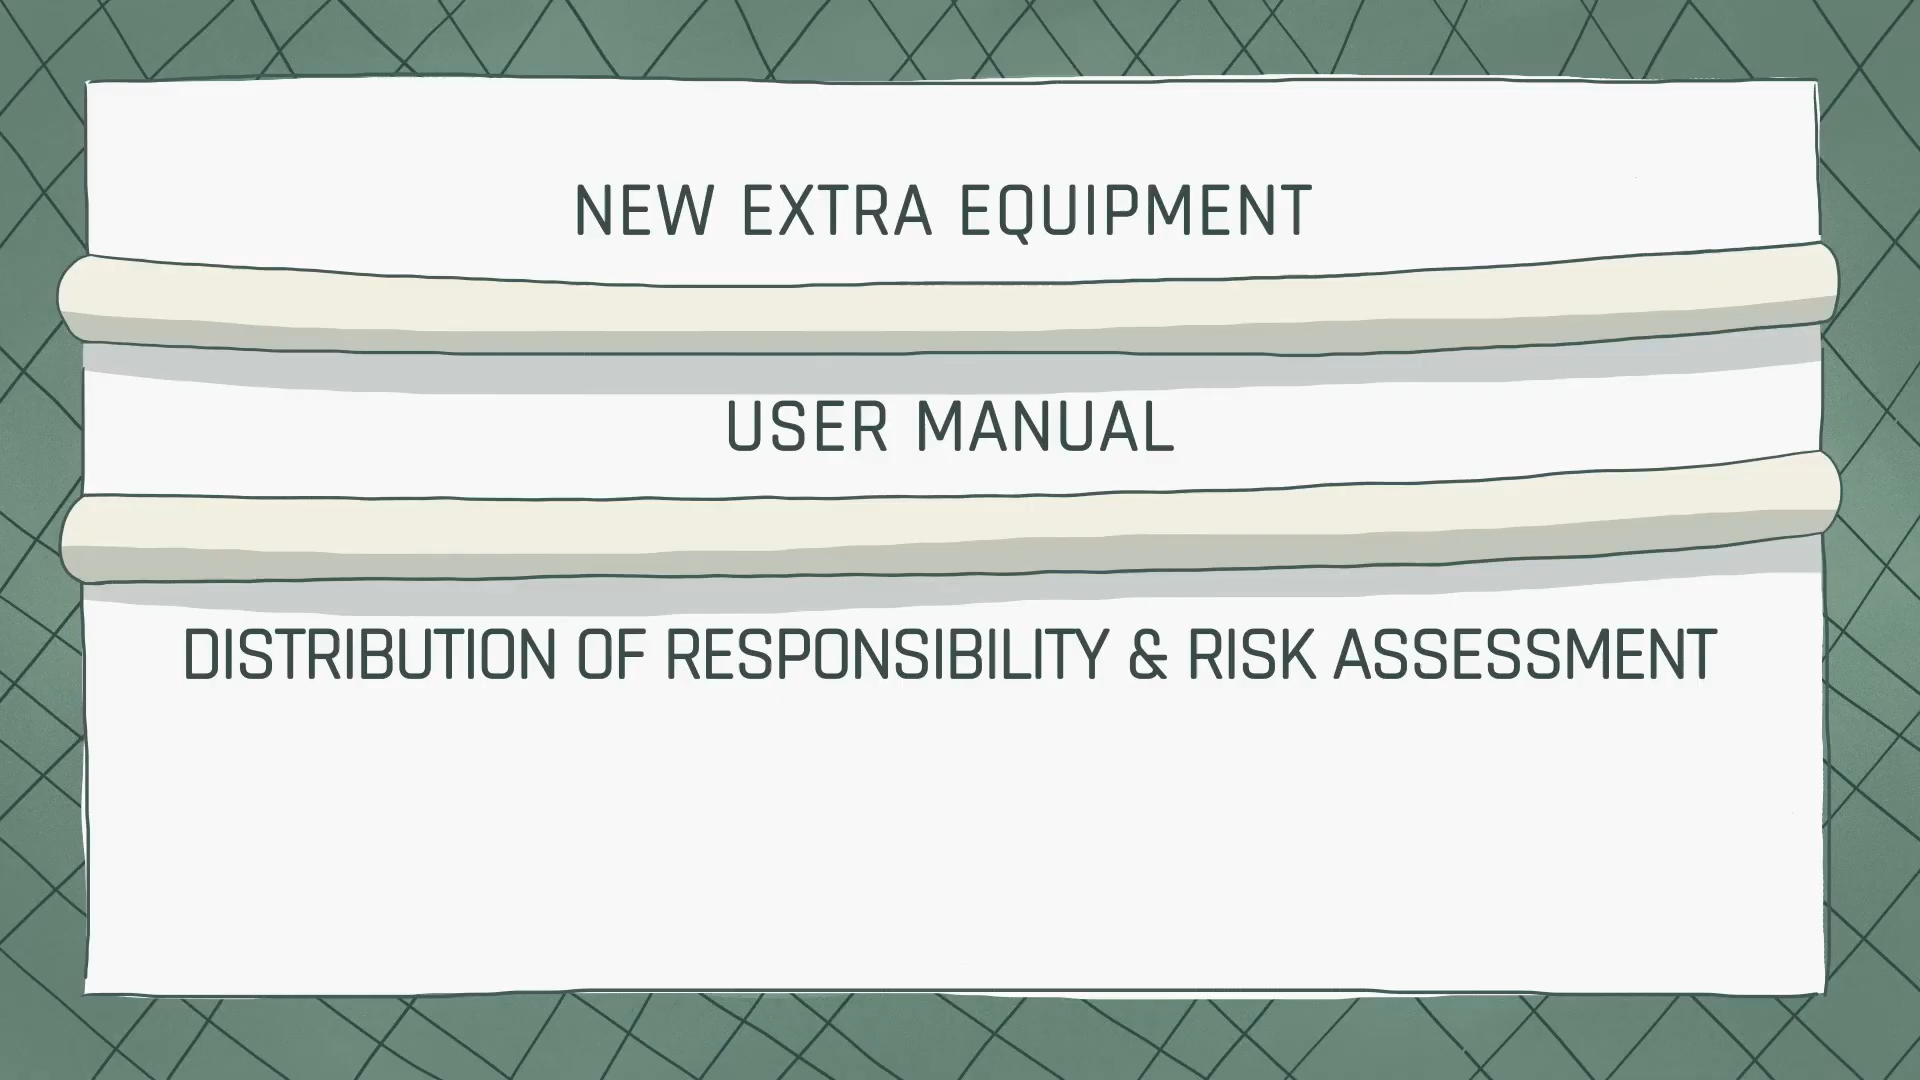 NEW EXTRA EQUIPMENT
USER MANUAL
DISTRIBUTION OF RESPONSIBILITY & RISK ASSESSMENT